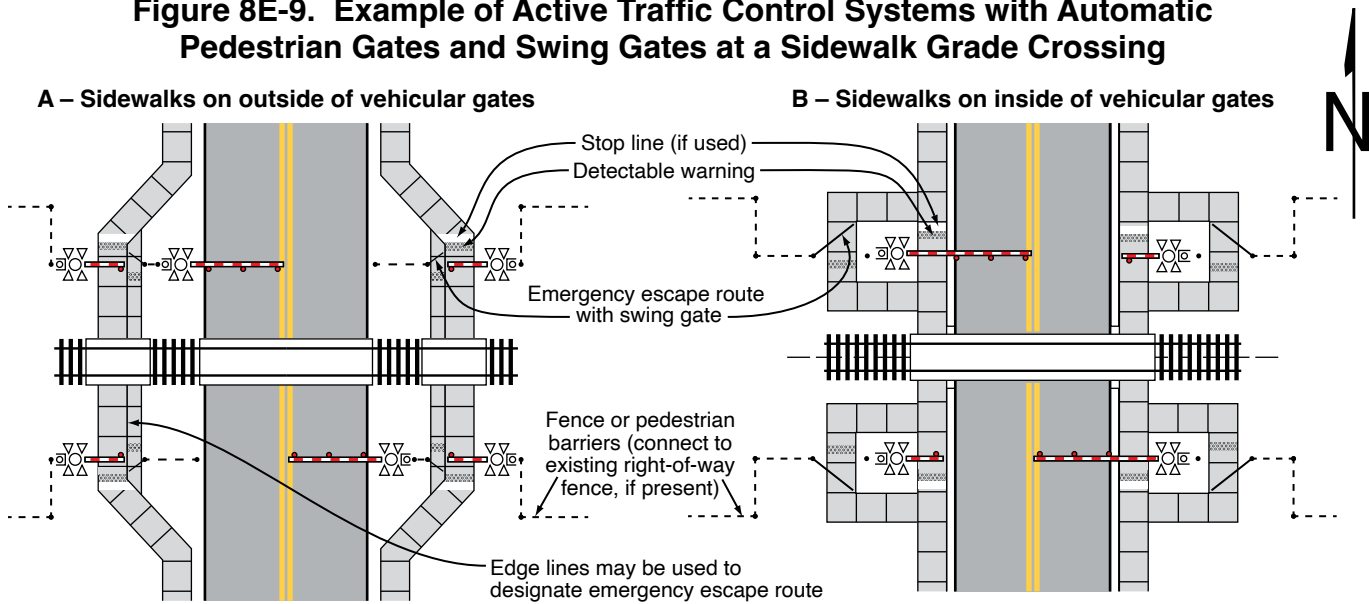 Figure 8E-9. Example of Active Traffic Control Systems with Automatic
Pedestrian Gates and Swing Gates at a Sidewalk Grade Crossing
A – Sidewalks on outside of vehicular gates
B – Sidewalks on inside of vehicular gates
N
Stop line (if used)
Detectable warning
Emergency escape route
with swing gate
Fence or pedestrian
barriers (connect to
existing right-of-way
fence, if present)
Edge lines may be used to
designate emergency escape route